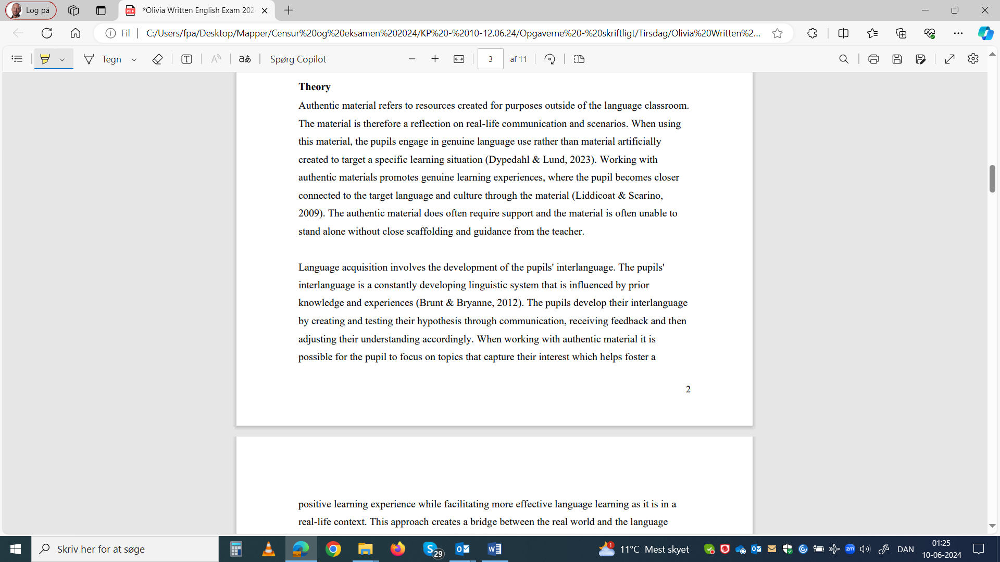 Log på
*Olivia Written English Exam 202
Fil
C:/Users/fpa/Desktop/Mapper/Censur%20og%20eksamen%202024/KP%20-%2010-12.06.24/Opgaverne%20-%20skriftligt/Tirsdag/Olivia%20Written%2...
Tegn
aあ
Spørg Copilot
3
af 11
Theory
Authentic material refers to resources created for purposes outside of the language classroom.
The material is therefore a reflection on real-life communication and scenarios. When using
this material, the pupils engage in genuine language use rather than material artificially
created to target a specific learning situation (Dypedahl & Lund, 2023). Working with
authentic materials promotes genuine learning experiences, where the pupil becomes closer
connected to the target language and culture through the material (Liddicoat & Scarino,
2009). The authentic material does often require support and the material is often unable to
stand alone without close scaffolding and guidance from the teacher.
Language acquisition involves the development of the pupils' interlanguage. The pupils'
interlanguage is a constantly developing linguistic system that is influenced by prior
knowledge and experiences (Brunt & Bryanne, 2012). The pupils develop their interlanguage
by creating and testing their hypothesis through communication, receiving feedback and then
adjusting their understanding accordingly. When working with authentic material it is
possible for the pupil to focus on topics that capture their interest which helps foster a
2
positive learning experience while facilitating more effective language learning as it is in a
real-life context. This approach creates a bridge between the real world and the language
Skriv her for at søge
29
1
11°C Mest skyet
zm
DAN
01:25
10-06-2024